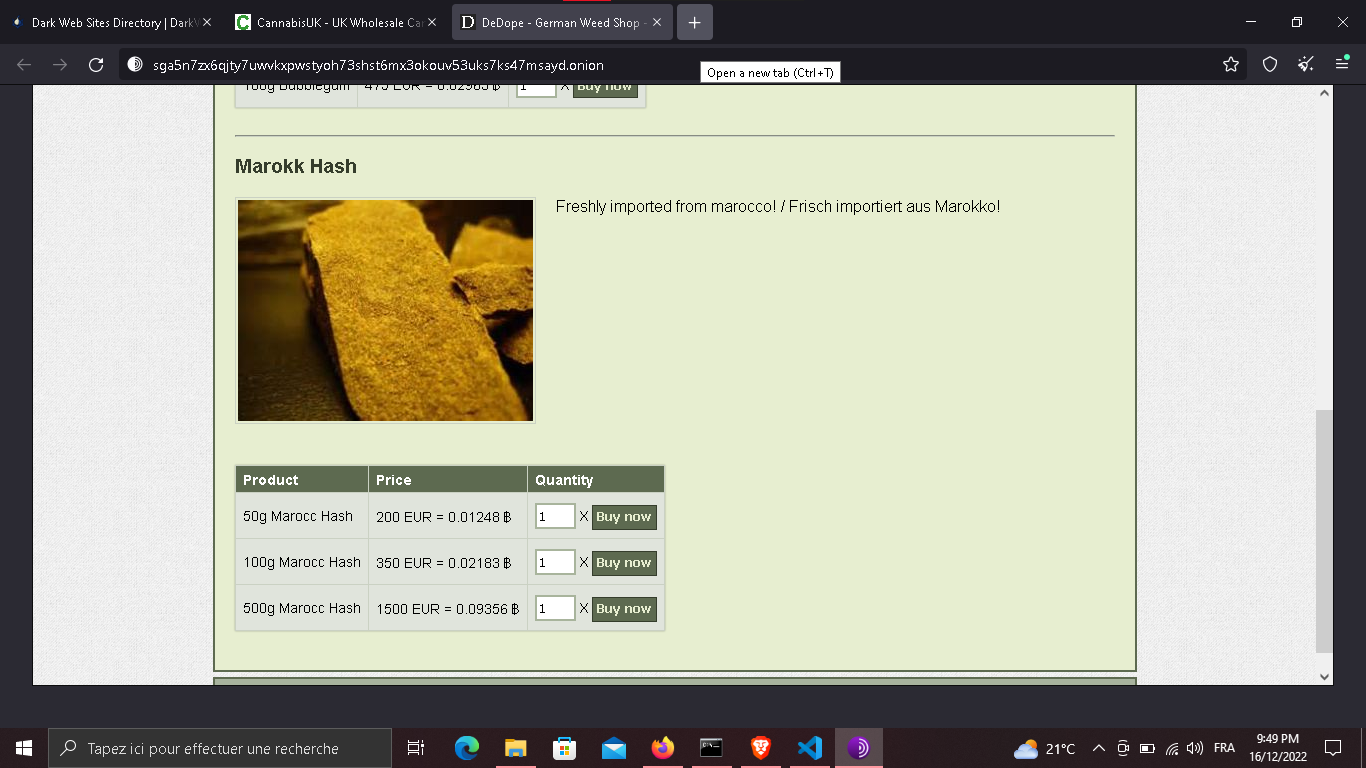 Dark Web Sites Directory | DarkW
CannabisUK - UK Wholesale Can
DeDope - German Weed Shop -
sga5n7zx6qjty7uwvkxpwstyoh73shst6mx3okouv53uks7ks47msayd.onion
Open a new tab (Ctrl+T)
100g Bubblegum 475 EUR = 0.02963 ฿ 1 X Buy now
Marokk Hash
Freshly imported from marocco! / Frisch importiert aus Marokko!
Product Price Quantity
50g Marocc Hash 200 EUR = 0.01248 ฿ 1 X Buy now
100g Marocc Hash 350 EUR = 0.02183 ฿ 1 X Buy now
500g Marocc Hash 1500 EUR = 0.09356 ฿ 1 X Buy now
Tapez ici pour effectuer une recherche
21°C
FRA
9:49 PM
16/12/2022